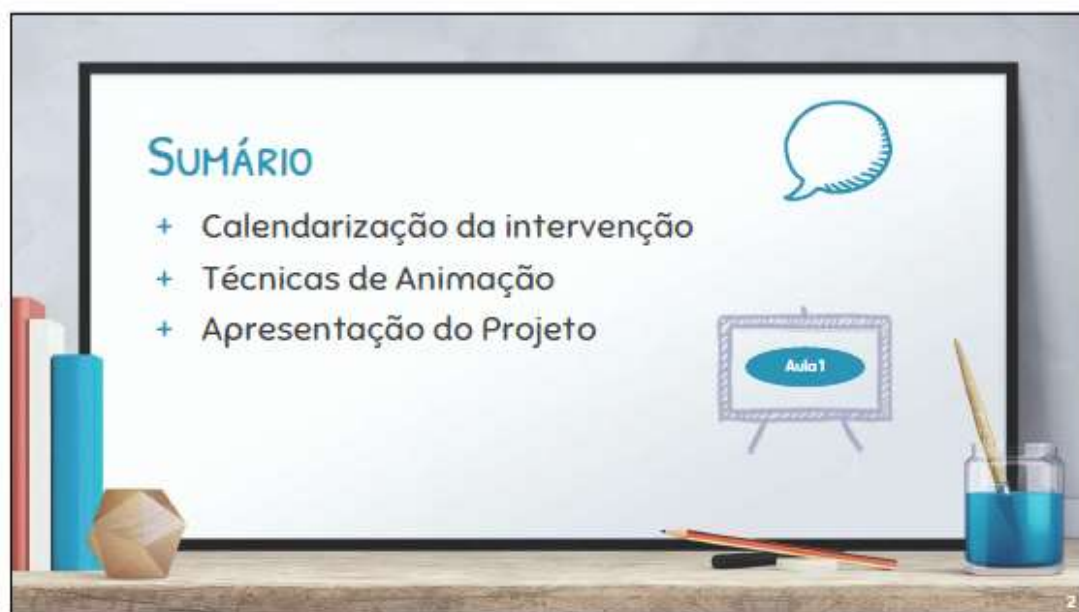 SUMÁRIO
+ Calendarização da intervenção
+ Técnicas de Animação
+ Apresentação do Projeto
Aula 1
2